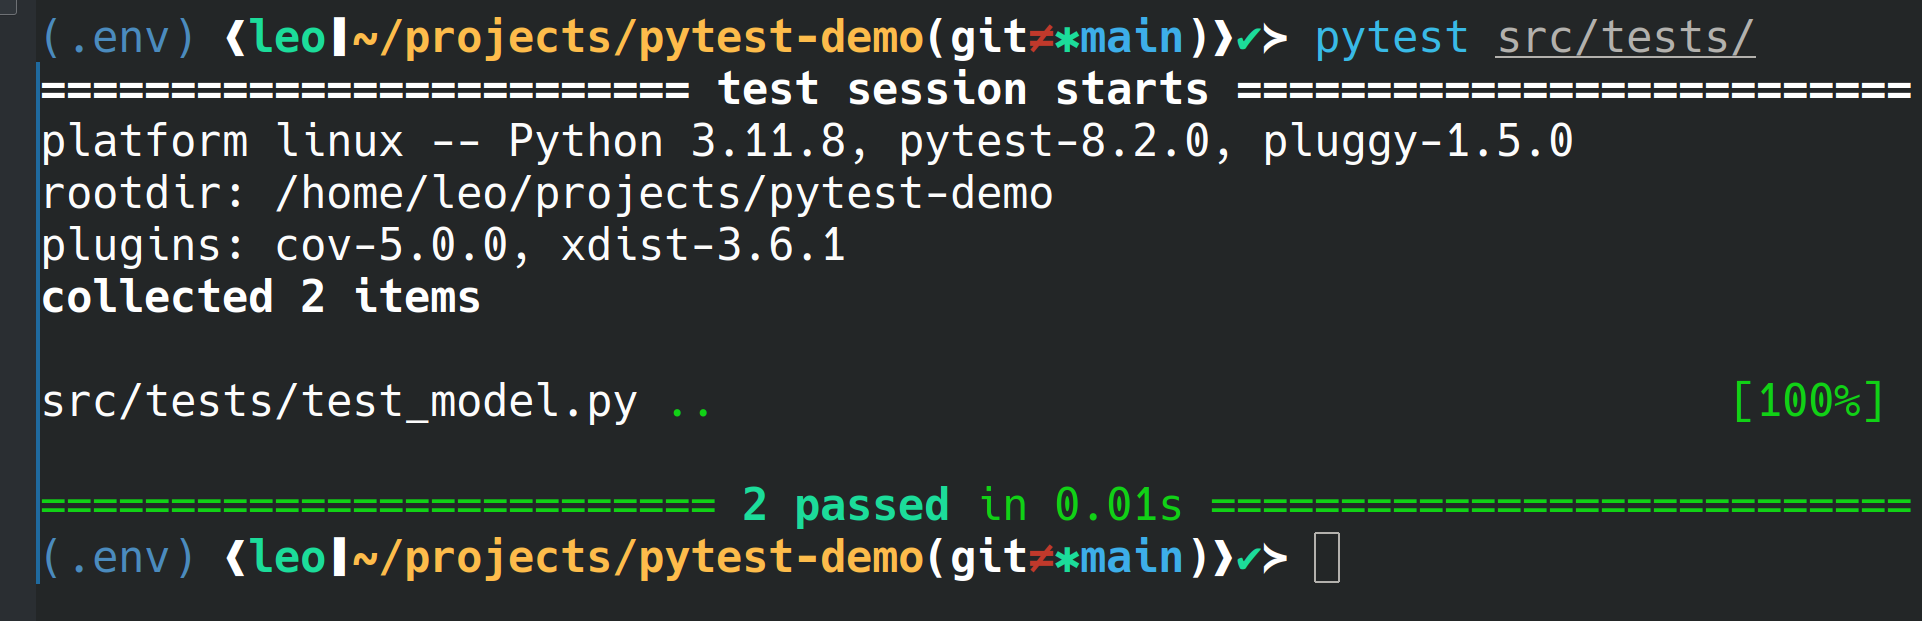 (.env) ❰leo❙~/projects/pytest-demo(git≠✱main)❱✔≻ pytest src/tests/
========================= test session starts ==========================
platform linux -- Python 3.11.8, pytest-8.2.0, pluggy-1.5.0
rootdir: /home/leo/projects/pytest-demo
plugins: cov-5.0.0, xdist-3.6.1
collected 2 items
src/tests/test_model.py .. [100%]
========================== 2 passed in 0.01s ===========================
(.env) ❰leo❙~/projects/pytest-demo(git≠✱main)❱✔≻